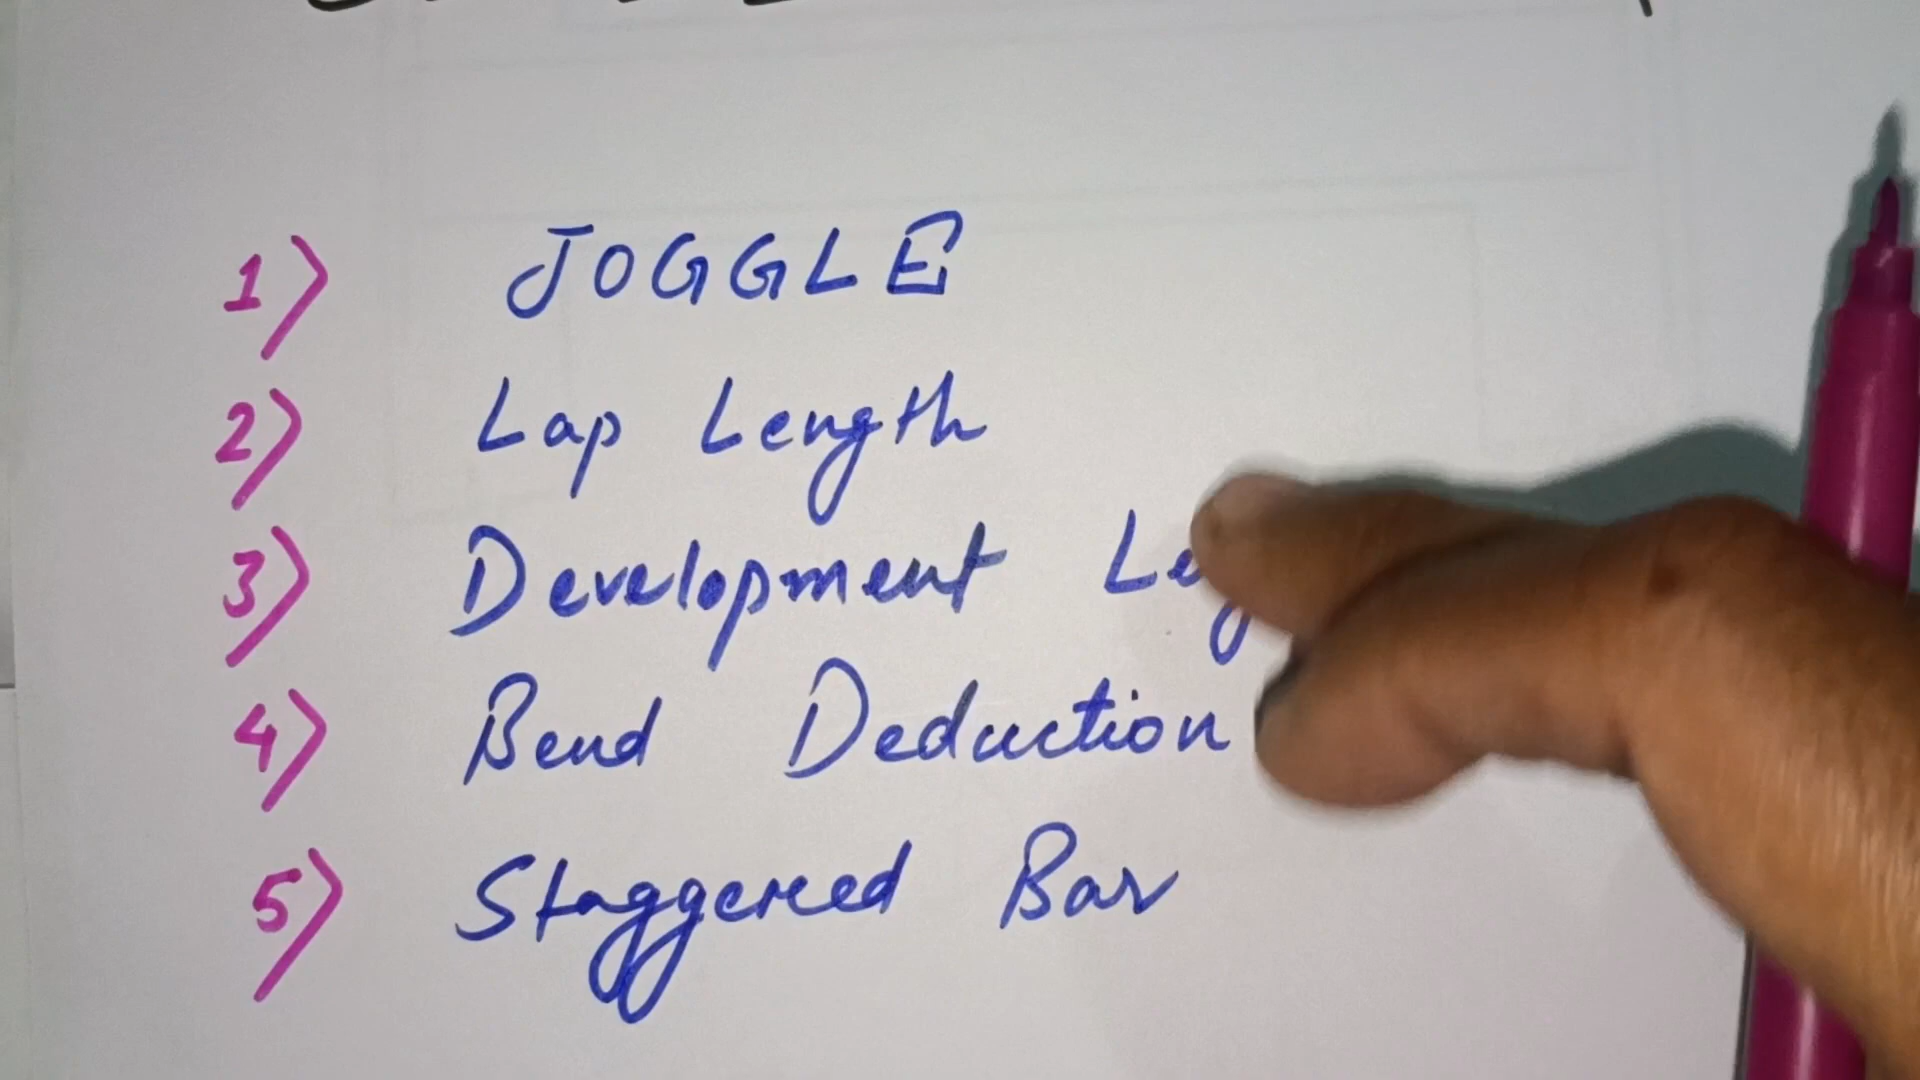 1) JOGGLE
2) Lap Length
3) Development
4) Bend Deduction
5) Staggered Bar